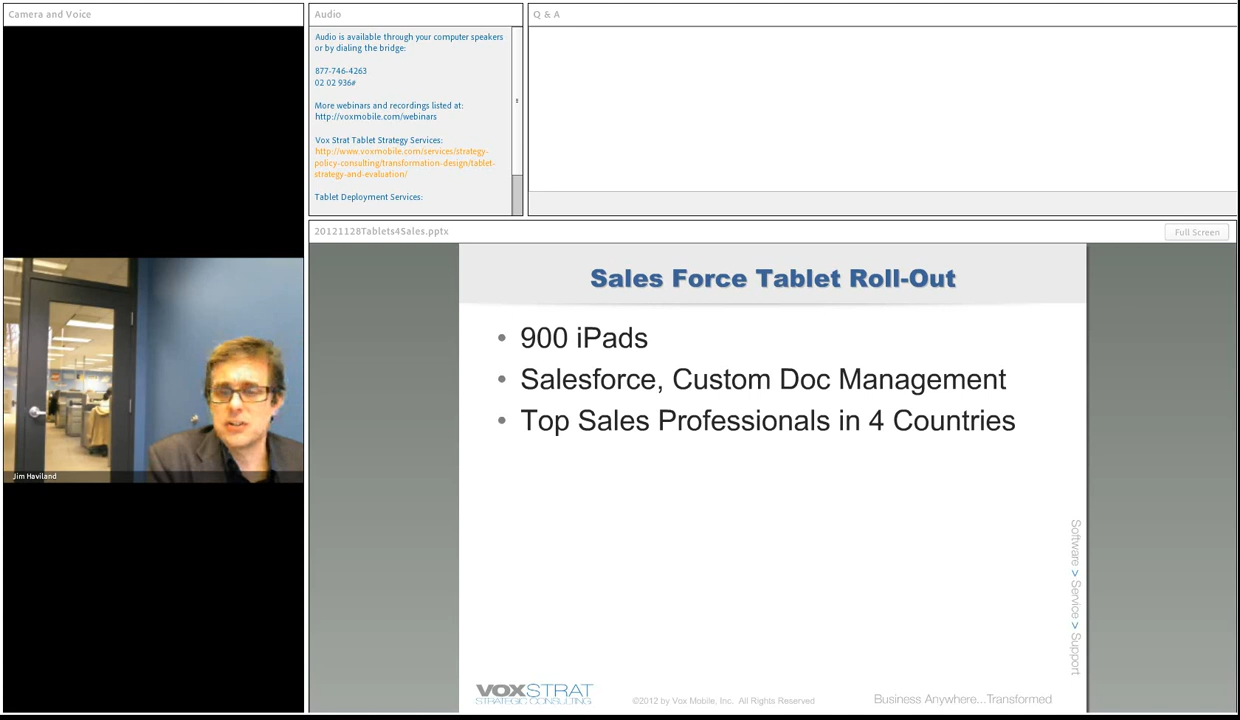 Camera and Voice
Jim Haviland
Audio
Audio is available through your computer speakers
or by dialing the bridge:
877-746-4263
02 02 936#
More webinars and recordings listed at:
http://voxmobile.com/webinars
Vox Strat Tablet Strategy Services:
http://www.voxmobile.com/services/strategy-
policy-consulting/transformation-design/tablet-
strategy-and-evaluation/
Tablet Deployment Services:
Q & A
20121128Tablets4Sales.pptx
Full Screen
Sales Force Tablet Roll-Out
• 900 iPads
• Salesforce, Custom Doc Management
• Top Sales Professionals in 4 Countries
Software > Service > Support
VOXSTRAT
STRATEGIC CONSULTING
©2012 by Vox Mobile, Inc. All Rights Reserved
Business Anywhere...Transformed